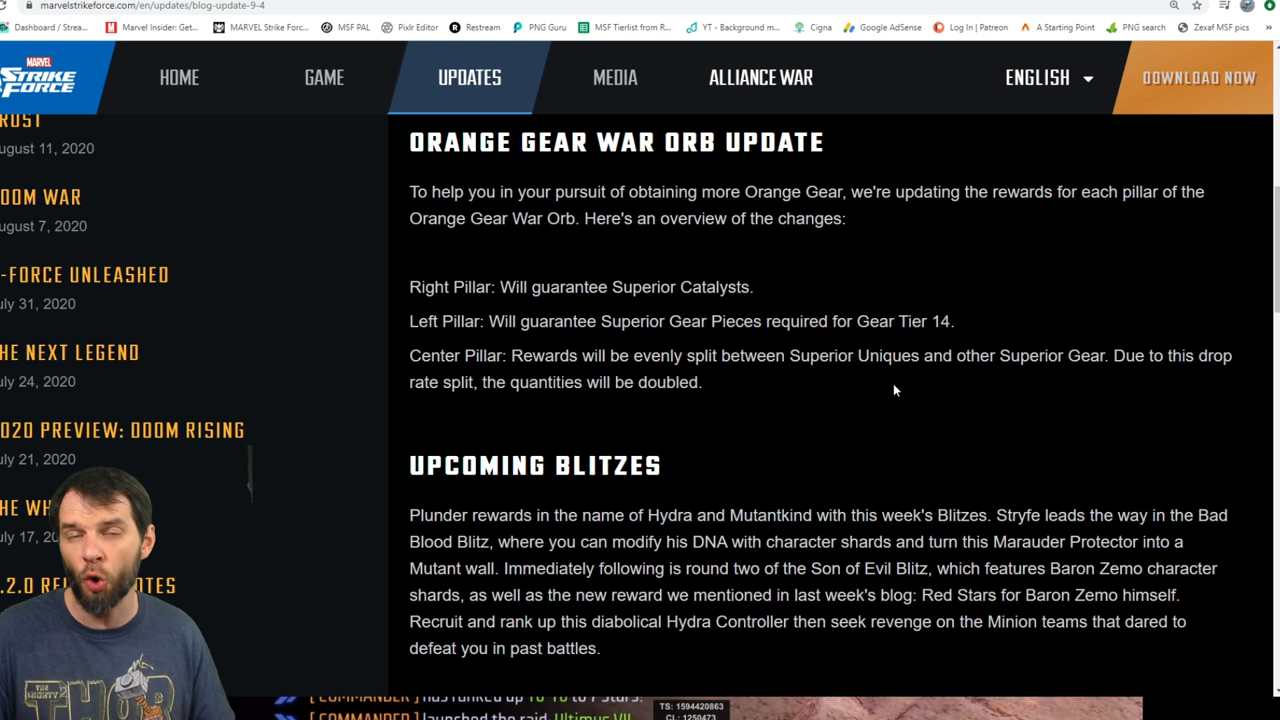 marvelstrikeforce.com/en/updates/blog-update-9-4
Dashboard / Strea...
Marvel Insider: Get...
MARVEL Strike Forc...
MSF PAL
Pixlr Editor
Restream
PNG Guru
MSF Tierlist from R...
YT - Background m...
Cigna
Google AdSense
Log In | Patreon
A Starting Point
PNG search
Zexaf MSF pics
»
MARVEL
STRIKE
FORCE
HOME
GAME
UPDATES
MEDIA
ALLIANCE WAR
ENGLISH
DOWNLOAD NOW
RUST
ugust 11, 2020
OOM WAR
ugust 7, 2020
-FORCE UNLEASHED
uly 31, 2020
HE NEXT LEGEND
uly 24, 2020
020 PREVIEW: DOOM RISING
uly 21, 2020
HE WH
uly 17, 20
.2.0 RE
OTES
ORANGE GEAR WAR ORB UPDATE
To help you in your pursuit of obtaining more Orange Gear, we're updating the rewards for each pillar of the
Orange Gear War Orb. Here's an overview of the changes:
Right Pillar: Will guarantee Superior Catalysts.
Left Pillar: Will guarantee Superior Gear Pieces required for Gear Tier 14.
Center Pillar: Rewards will be evenly split between Superior Uniques and other Superior Gear. Due to this drop
rate split, the quantities will be doubled.
UPCOMING BLITZES
Plunder rewards in the name of Hydra and Mutantkind with this week's Blitzes. Stryfe leads the way in the Bad
Blood Blitz, where you can modify his DNA with character shards and turn this Marauder Protector into a
Mutant wall. Immediately following is round two of the Son of Evil Blitz, which features Baron Zemo character
shards, as well as the new reward we mentioned in last week's blog: Red Stars for Baron Zemo himself.
Recruit and rank up this diabolical Hydra Controller then seek revenge on the Minion teams that dared to
defeat you in past battles.
THE MIGHTY
THOR
[ COMMANDER ] has ranked up
to 7 Stars.
[ COMMANDER ] launched the raid, Ultimus VII
TS: 1594420863
CL: 1250473